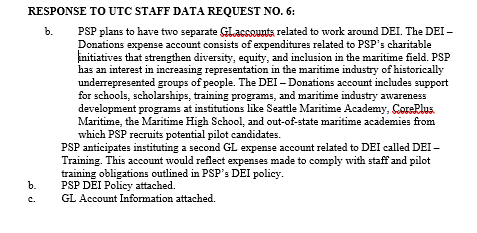 RESPONSE TO UTC STAFF DATA REQUEST NO. 6:
b. PSP plans to have two separate GLaccounts related to work around DEI. The DEI –
Donations expense account consists of expenditures related to PSP's charitable
initiatives that strengthen diversity, equity, and inclusion in the maritime field. PSP
has an interest in increasing representation in the maritime industry of historically
underrepresented groups of people. The DEI – Donations account includes support
for schools, scholarships, training programs, and maritime industry awareness
development programs at institutions like Seattle Maritime Academy, CorePlus
Maritime, the Maritime High School, and out-of-state maritime academies from
which PSP recruits potential pilot candidates.
PSP anticipates instituting a second GL expense account related to DEI called DEI –
Training. This account would reflect expenses made to comply with staff and pilot
training obligations outlined in PSP's DEI policy.
b. PSP DEI Policy attached.
c. GL Account Information attached.